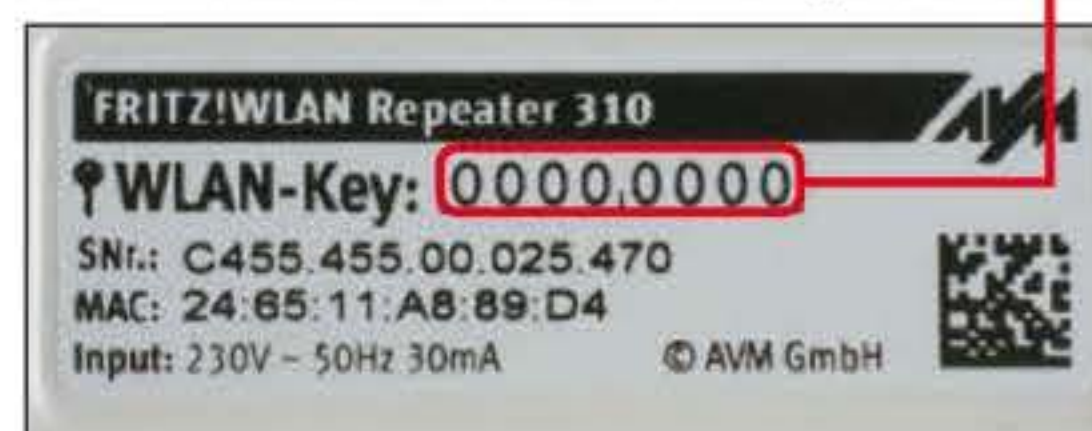 FRITZ!WLAN Repeater 310
AVM
WLAN-Key: 0000,0000
SNr.: C455.455.00.025.470
MAC: 24:65:11:A8:89:D4
Input: 230V ~ 50Hz 30mA
© AVM GmbH